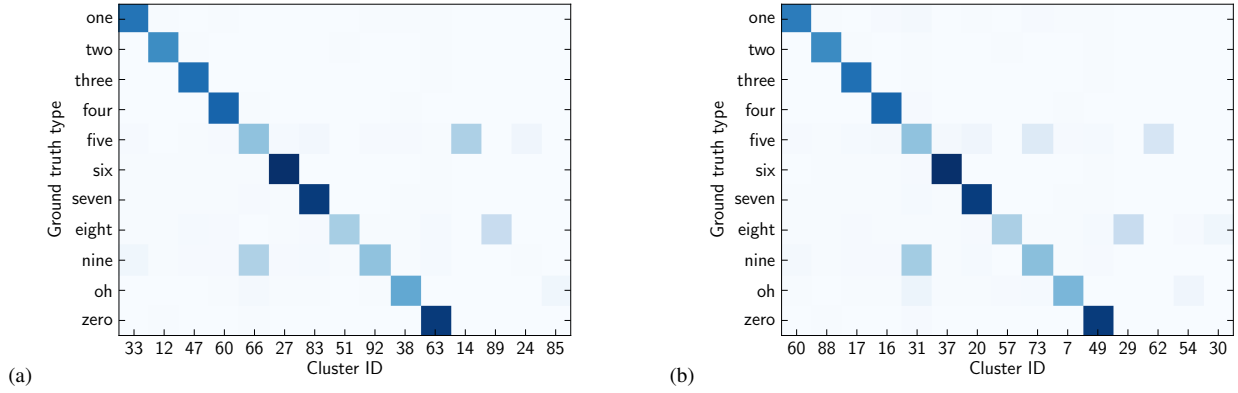 one
two
three
four
five
six
seven
eight
nine
oh
zero
Ground truth type
33 12 47 60 66 27 83 51 92 38 63 14 89 24 85
Cluster ID
(a)
one
two
three
four
five
six
seven
eight
nine
oh
zero
Ground truth type
60 88 17 16 31 37 20 57 73 7 49 29 62 54 30
Cluster ID
(b)